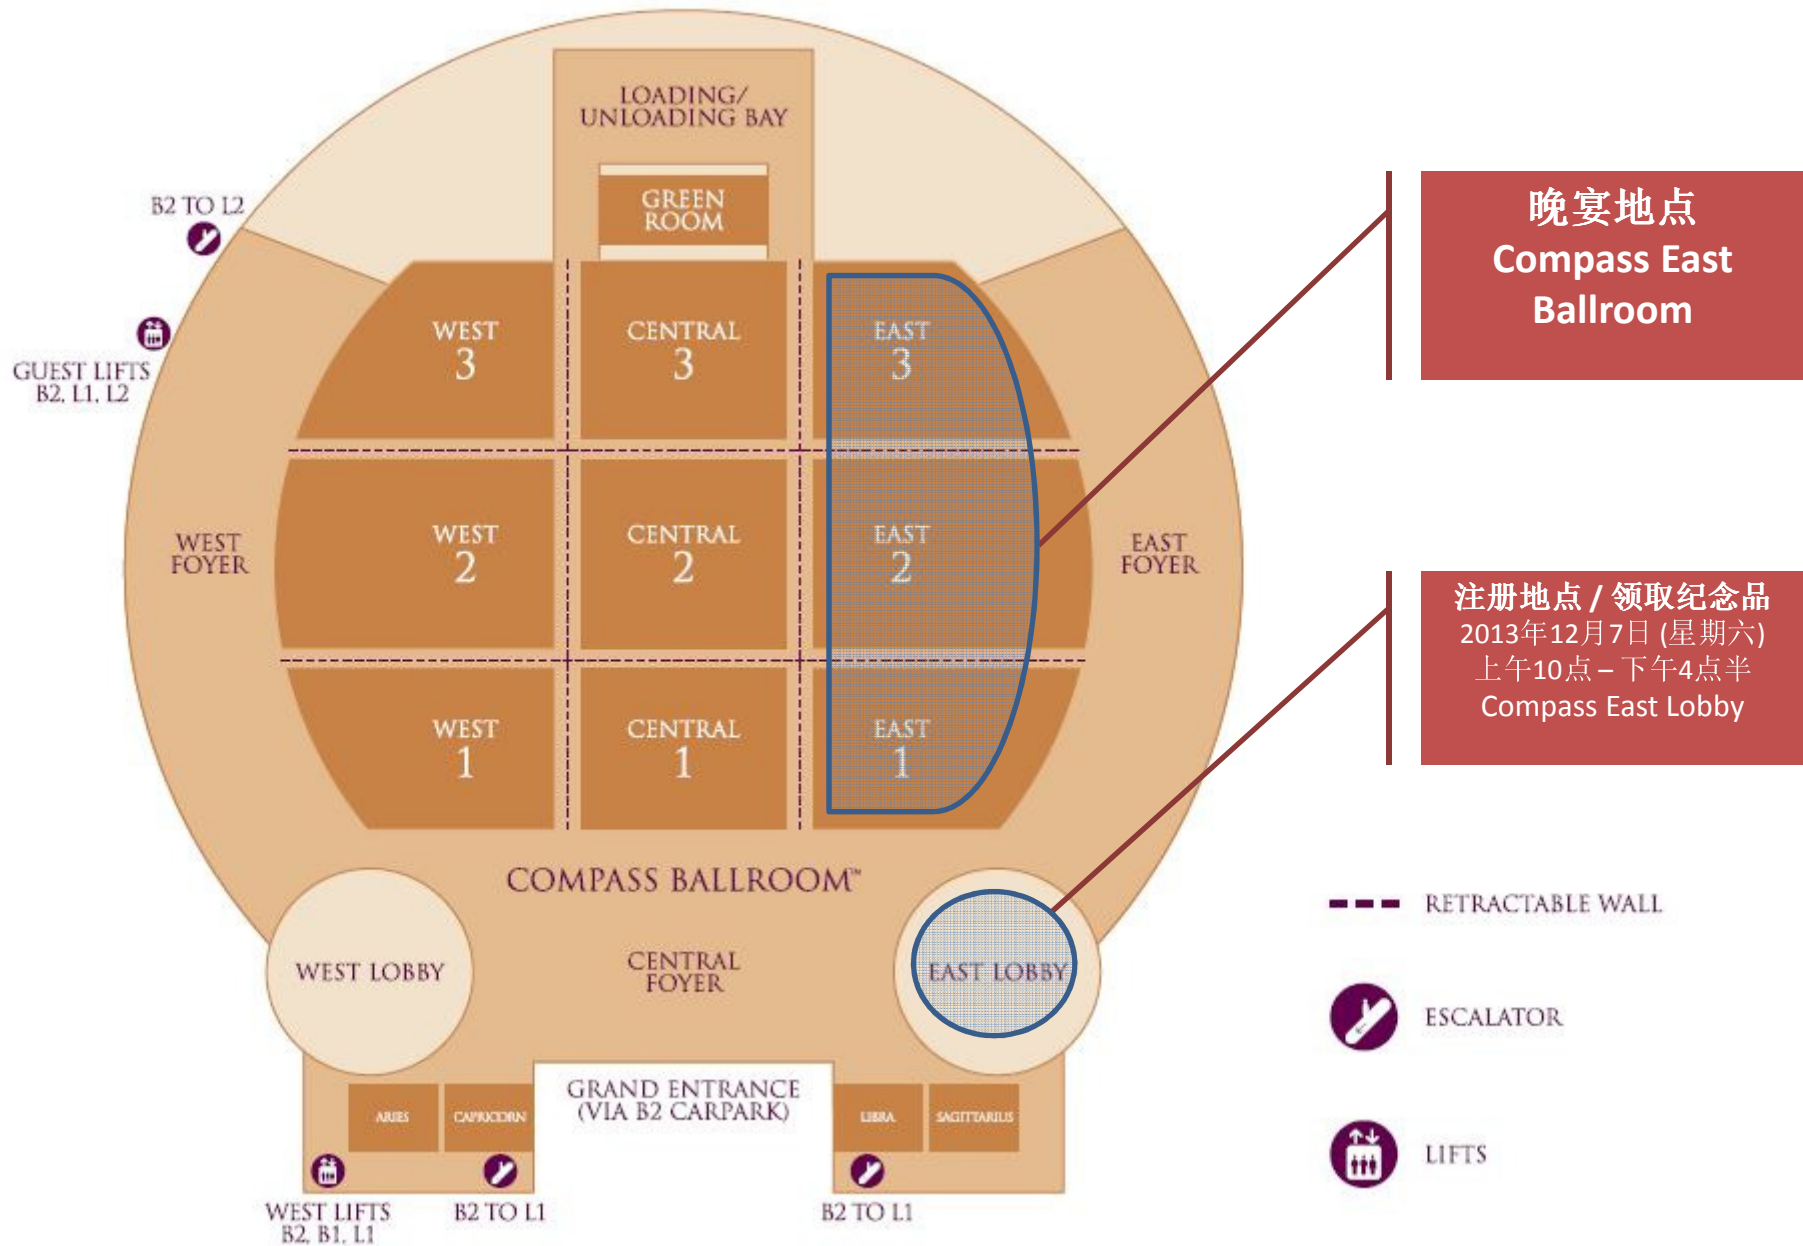 LOADING/
UNLOADING BAY
GREEN
ROOM
B2 TO L2
GUEST LIFTS
B2, L1, L2
WEST
3
CENTRAL
3
EAST
3
WEST
2
CENTRAL
2
EAST
2
WEST
1
CENTRAL
1
EAST
1
WEST
FOYER
EAST
FOYER
COMPASS BALLROOM™
WEST LOBBY
CENTRAL
FOYER
EAST LOBBY
GRAND ENTRANCE
(VIA B2 CARPARK)
ARIES
CAPRICORN
LIBRA
SAGITTARIUS
WEST LIFTS
B2, B1, L1
B2 TO L1
B2 TO L1
晚宴地点
Compass East
Ballroom
注册地点 / 领取纪念品
2013年12月7日 (星期六)
上午10点 – 下午4点半
Compass East Lobby
RETRACTABLE WALL
ESCALATOR
LIFTS